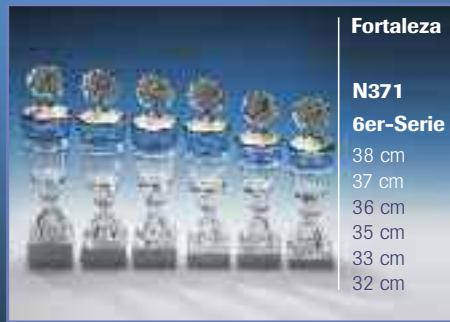 Fortaleza
N371
6er-Serie
38 cm
37 cm
36 cm
35 cm
33 cm
32 cm